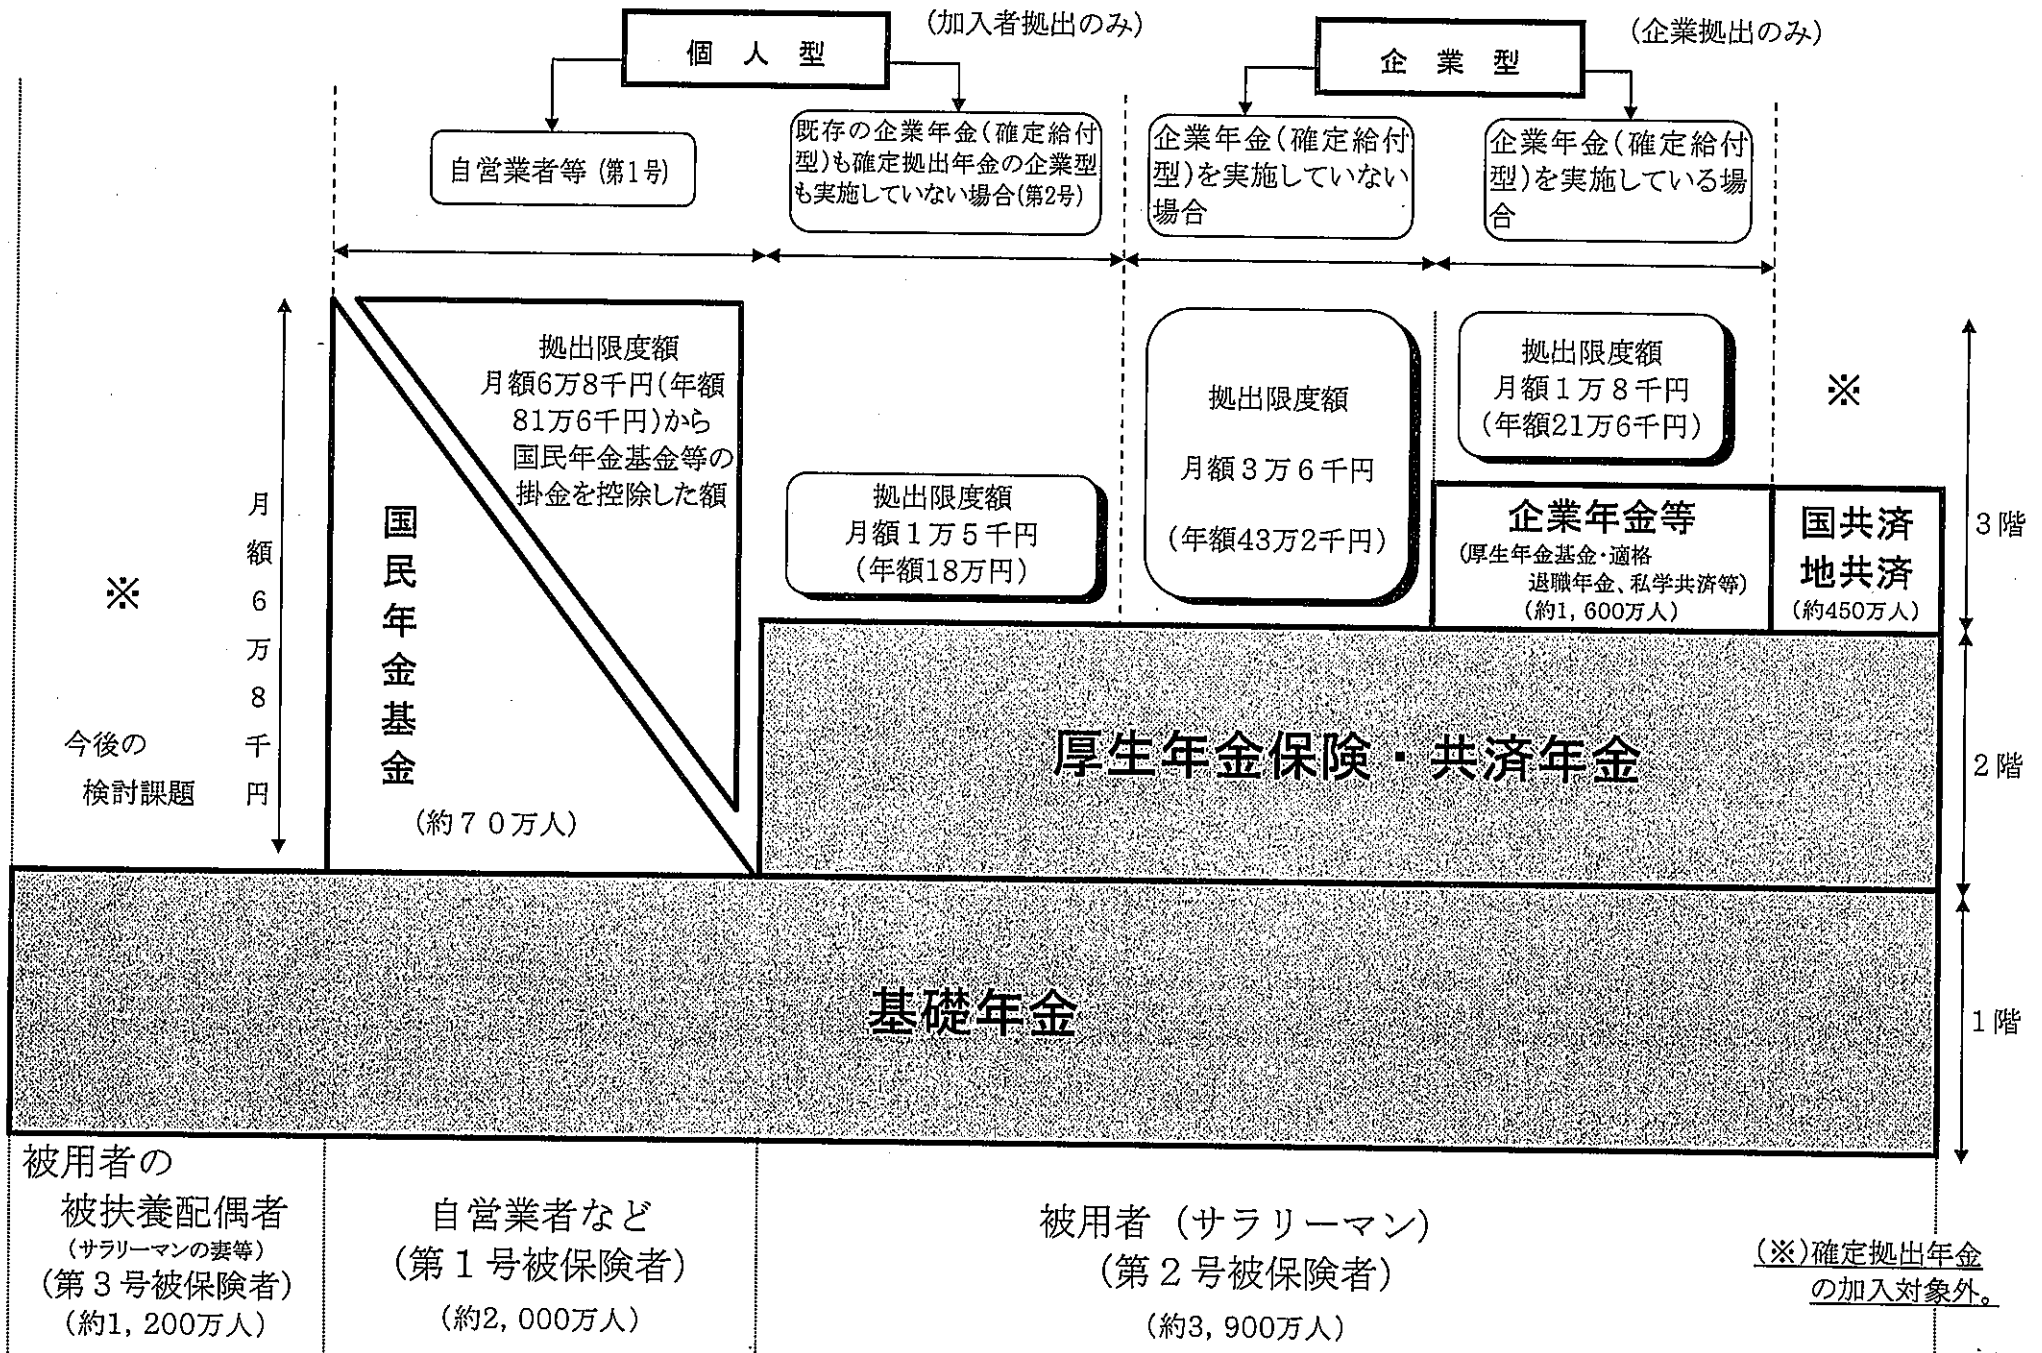 個人型
(加入者拠出のみ)
企業型
(企業拠出のみ)
自営業者等 (第1号)
既存の企業年金(確定給付
型)も確定拠出年金の企業型
も実施していない場合(第2号)
企業年金(確定給付
型)を実施していない
場合
企業年金(確定給付
型)を実施している場
合
月額6万8千円
拠出限度額
月額6万8千円(年額
81万6千円)から
国民年金基金等の
掛金を控除した額
国民年金基金
(約70万人)
拠出限度額
月額1万5千円
(年額18万円)
拠出限度額
月額3万6千円
(年額43万2千円)
拠出限度額
月額1万8千円
(年額21万6千円)
※
企業年金等
(厚生年金基金・適格
退職年金、私学共済等)
(約1,600万人)
国共済
地共済
(約450万人)
3階
※
今後の
検討課題
厚生年金保険・共済年金
2階
基礎年金
1階
被用者の
被扶養配偶者
(サラリーマンの妻等)
(第3号被保険者)
(約1,200万人)
自営業者など
(第1号被保険者)
(約2,000万人)
被用者 (サラリーマン)
(第2号被保険者)
(約3,900万人)
(※)確定拠出年金
の加入対象外。